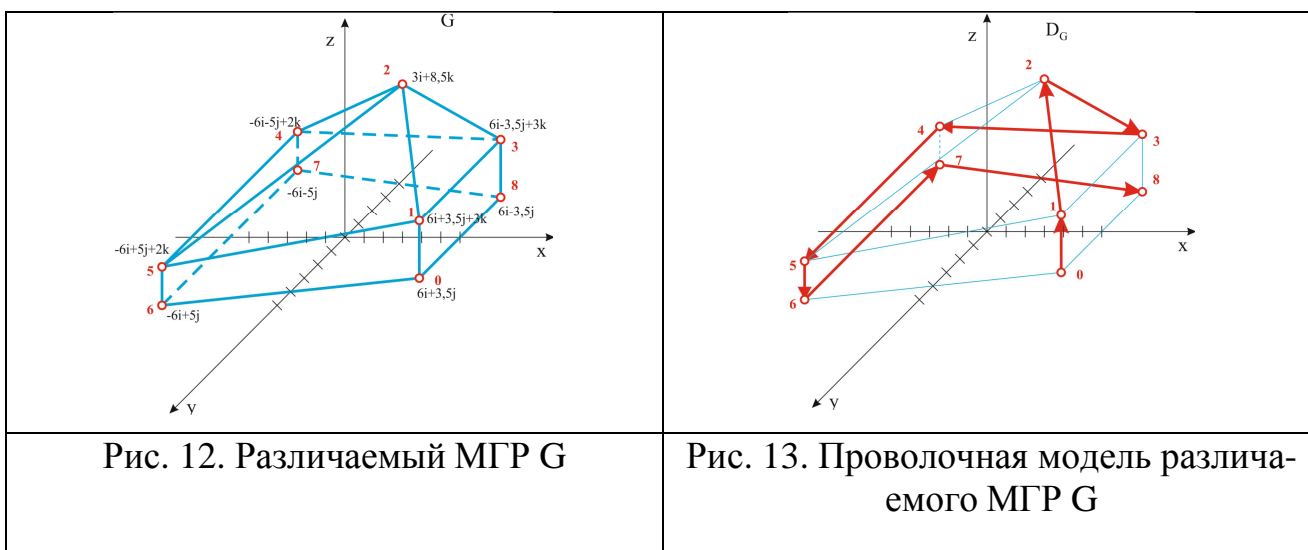 G
z
2
3i+8,5k
-6i-5j+2k
4
6i-3,5j+3k
3
7
-6i-5j
8
6i-3,5j
1
6i+3,5j+3k
-6i+5j+2k
x
5
0
6i+3,5j
6
-6i+5j
y
Рис. 12. Различаемый МГР G
D_G
z
2
4
3
7
8
1
x
5
0
6
y
Рис. 13. Проволочная модель различа-
емого МГР G